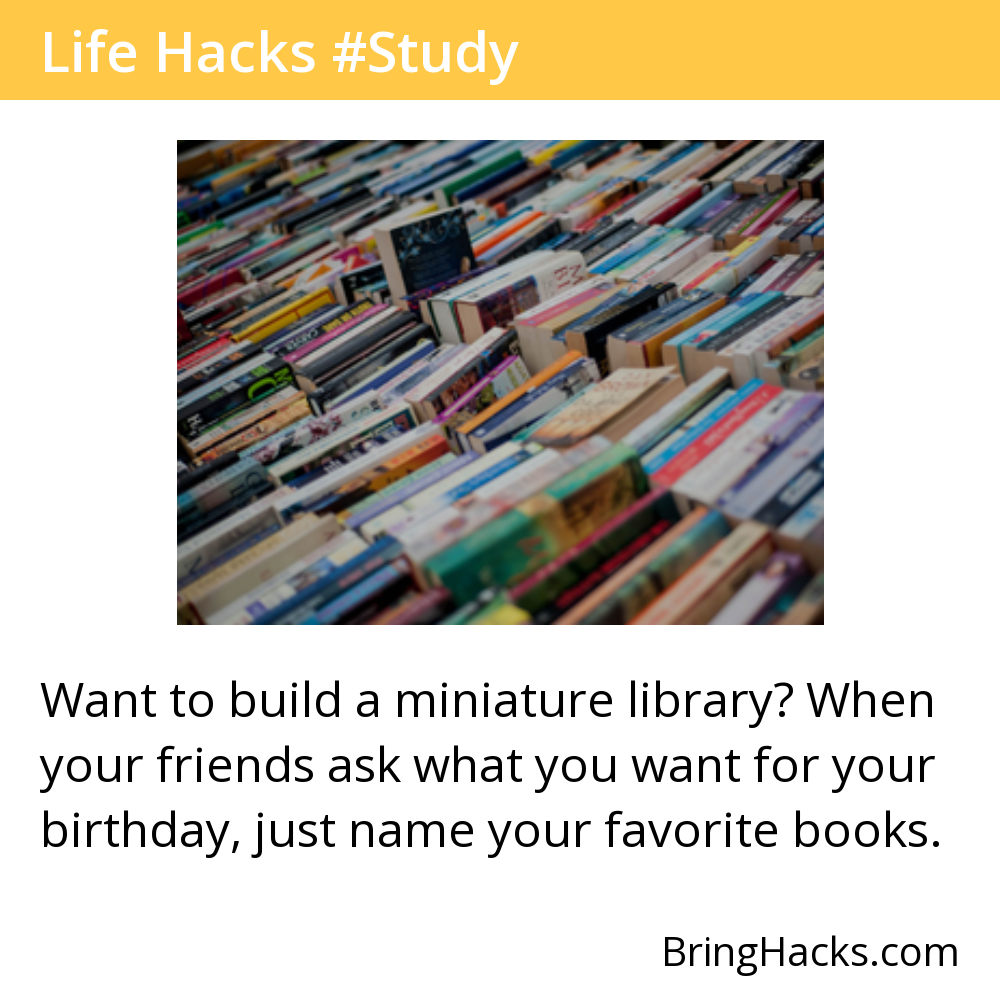 Life Hacks #Study
Want to build a miniature library? When
your friends ask what you want for your
birthday, just name your favorite books.
BringHacks.com